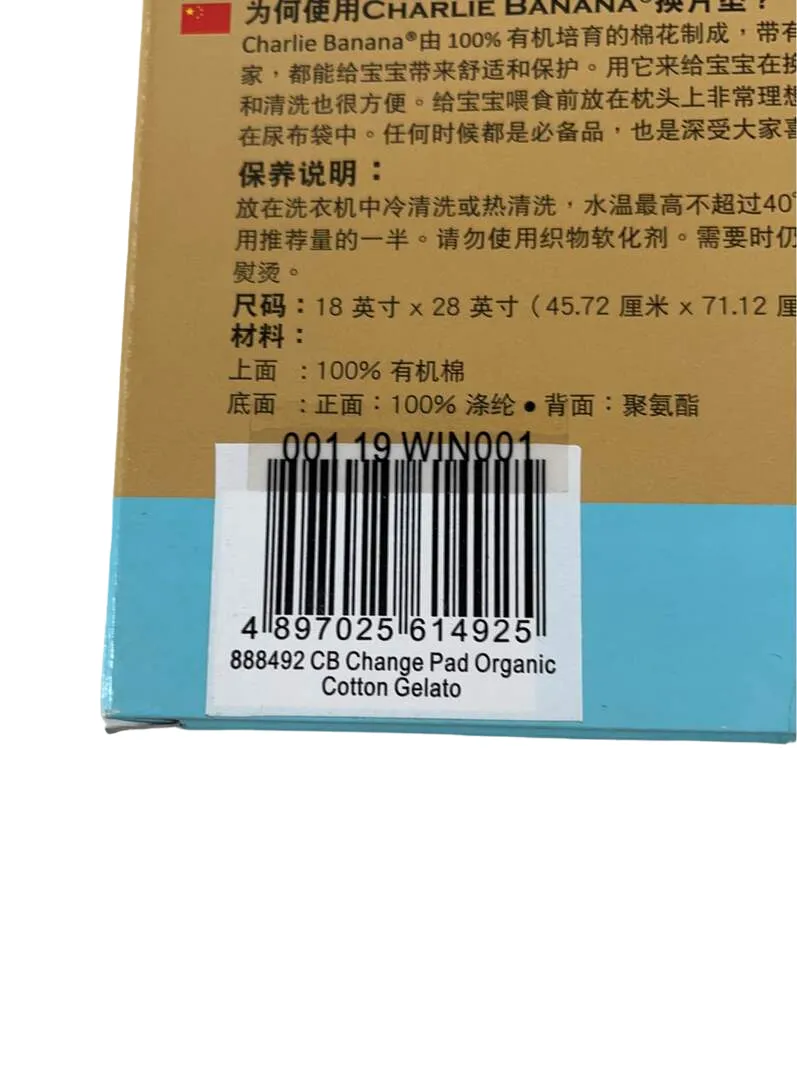 为何使用CHARLIE BANANA®换片垫？
Charlie Banana®由 100% 有机培育的棉花制成，带有
家，都能给宝宝带来舒适和保护。用它来给宝宝在换
和清洗也很方便。给宝宝喂食前放在枕头上非常理想
在尿布袋中。任何时候都是必备品，也是深受大家喜
保养说明：
放在洗衣机中冷清洗或热清洗，水温最高不超过40°
用推荐量的一半。请勿使用织物软化剂。需要时仍
熨烫。
尺码：18 英寸 x 28 英寸（45.72 厘米 x 71.12 厘
材料：
上面 ：100% 有机棉
底面 ：正面：100% 涤纶 ● 背面：聚氨酯
001 19 WIN001
4 897025 614925
888492 CB Change Pad Organic
Cotton Gelato